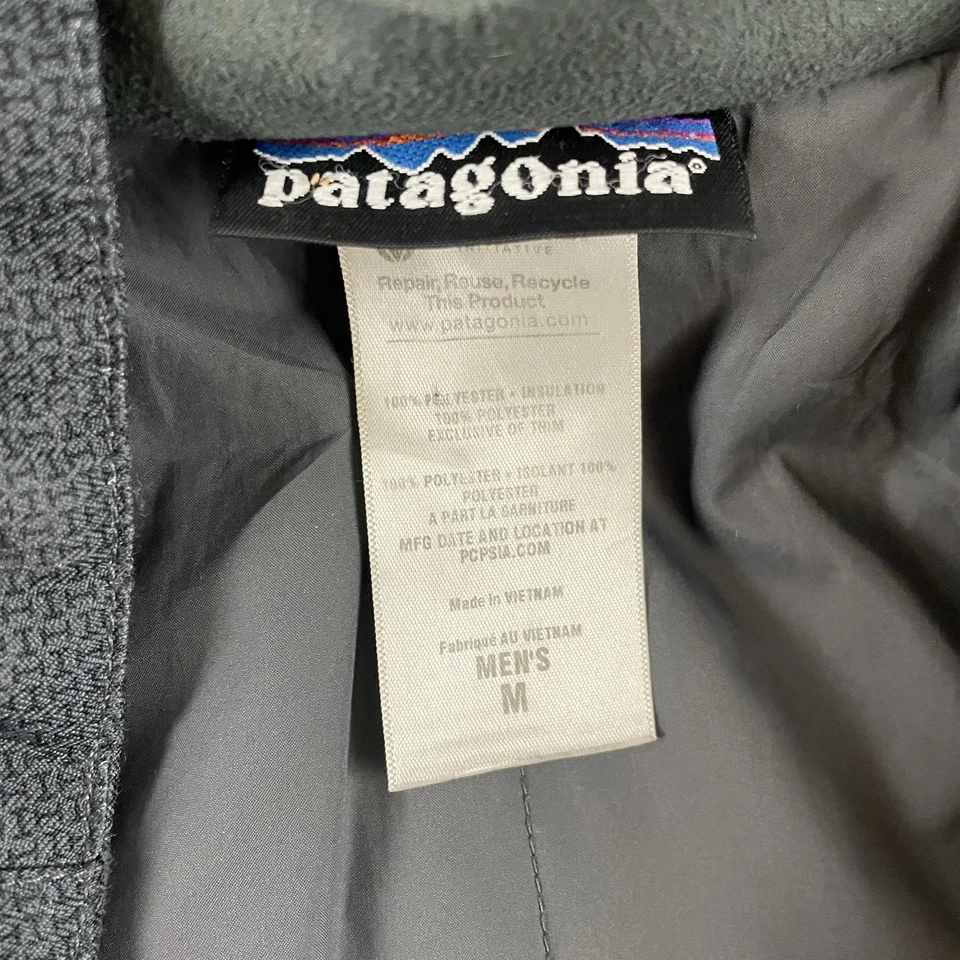 patagonia®
Repair, Reuse, Recycle
This Product
www.patagonia.com
100% POLYESTER • INSULATION
100% POLYESTER
EXCLUSIVE OF TRIM
100% POLYESTER • ISOLANT 100%
POLYESTER
À PART LA GARNITURE
MFG DATE AND LOCATION AT
PCPSIA.COM
Made in VIETNAM
Fabriqué AU VIETNAM
MEN'S
M